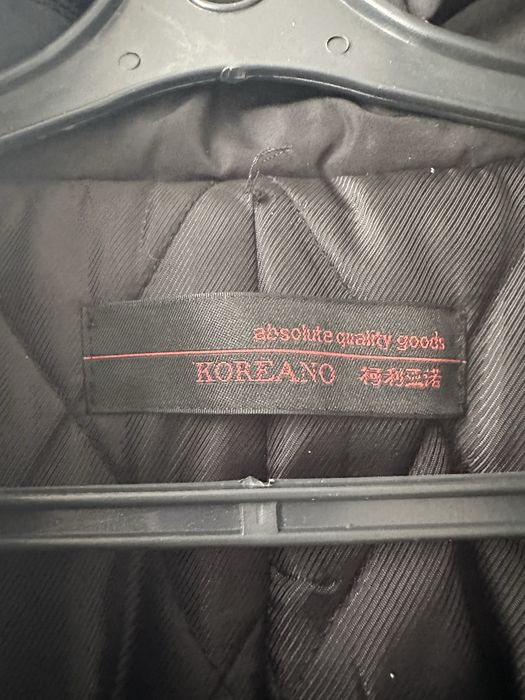 absolute quality goods
KOREANO 柯利亚诺